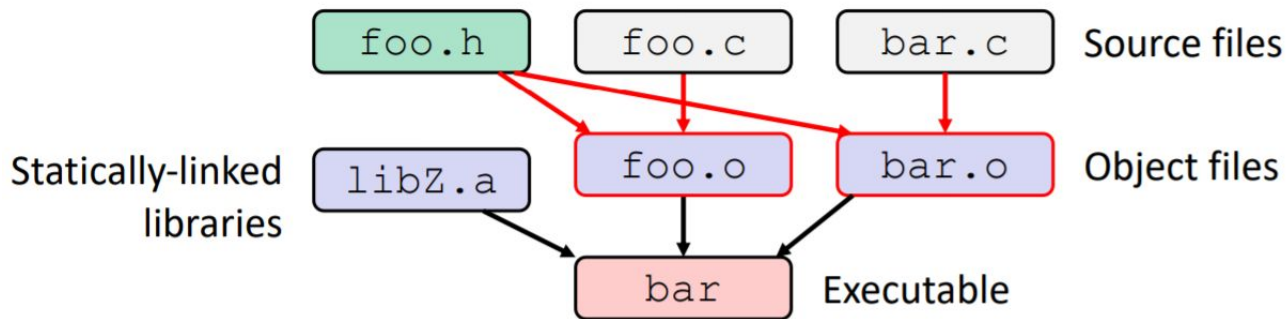 foo.h foo.c bar.c Source files
Statically-linked
libraries
libZ.a foo.o bar.o Object files
bar Executable